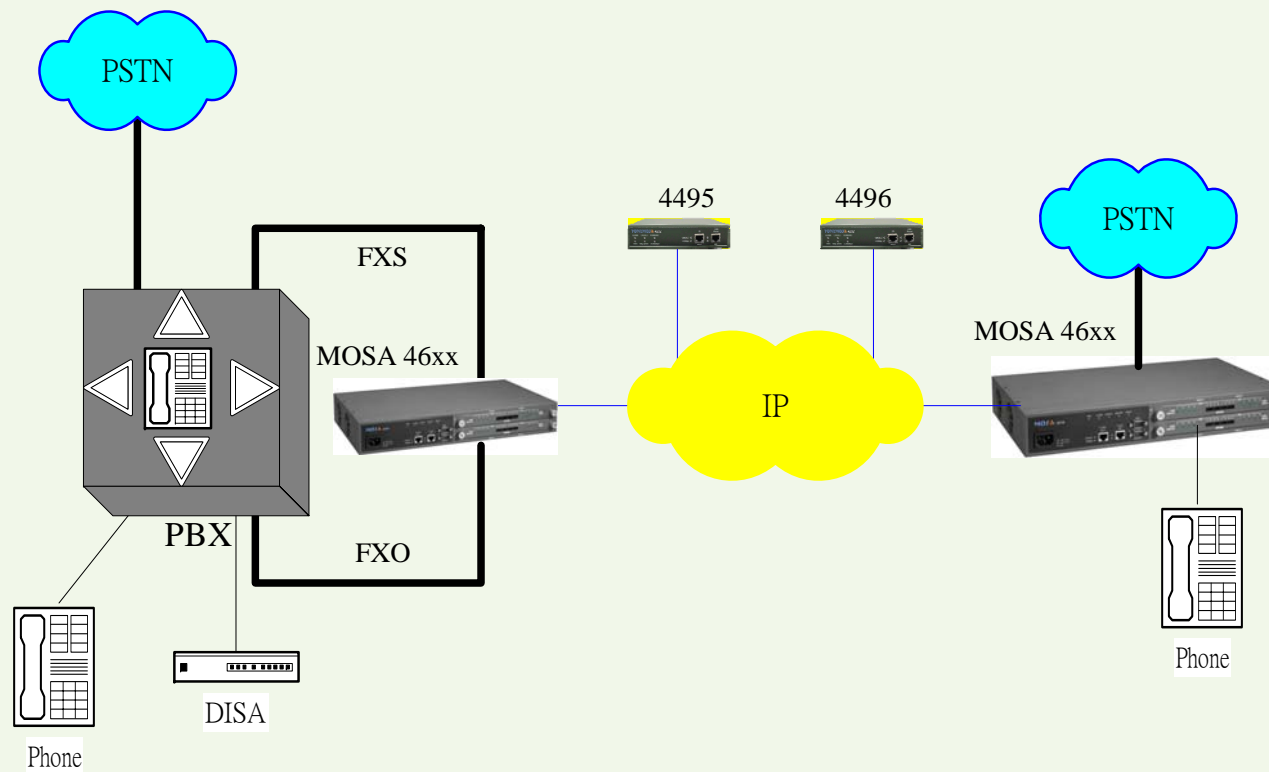 PSTN
4495
4496
FXS
PSTN
MOSA 46xx
MOSA 46xx
IP
PBX
FXO
Phone
DISA
Phone